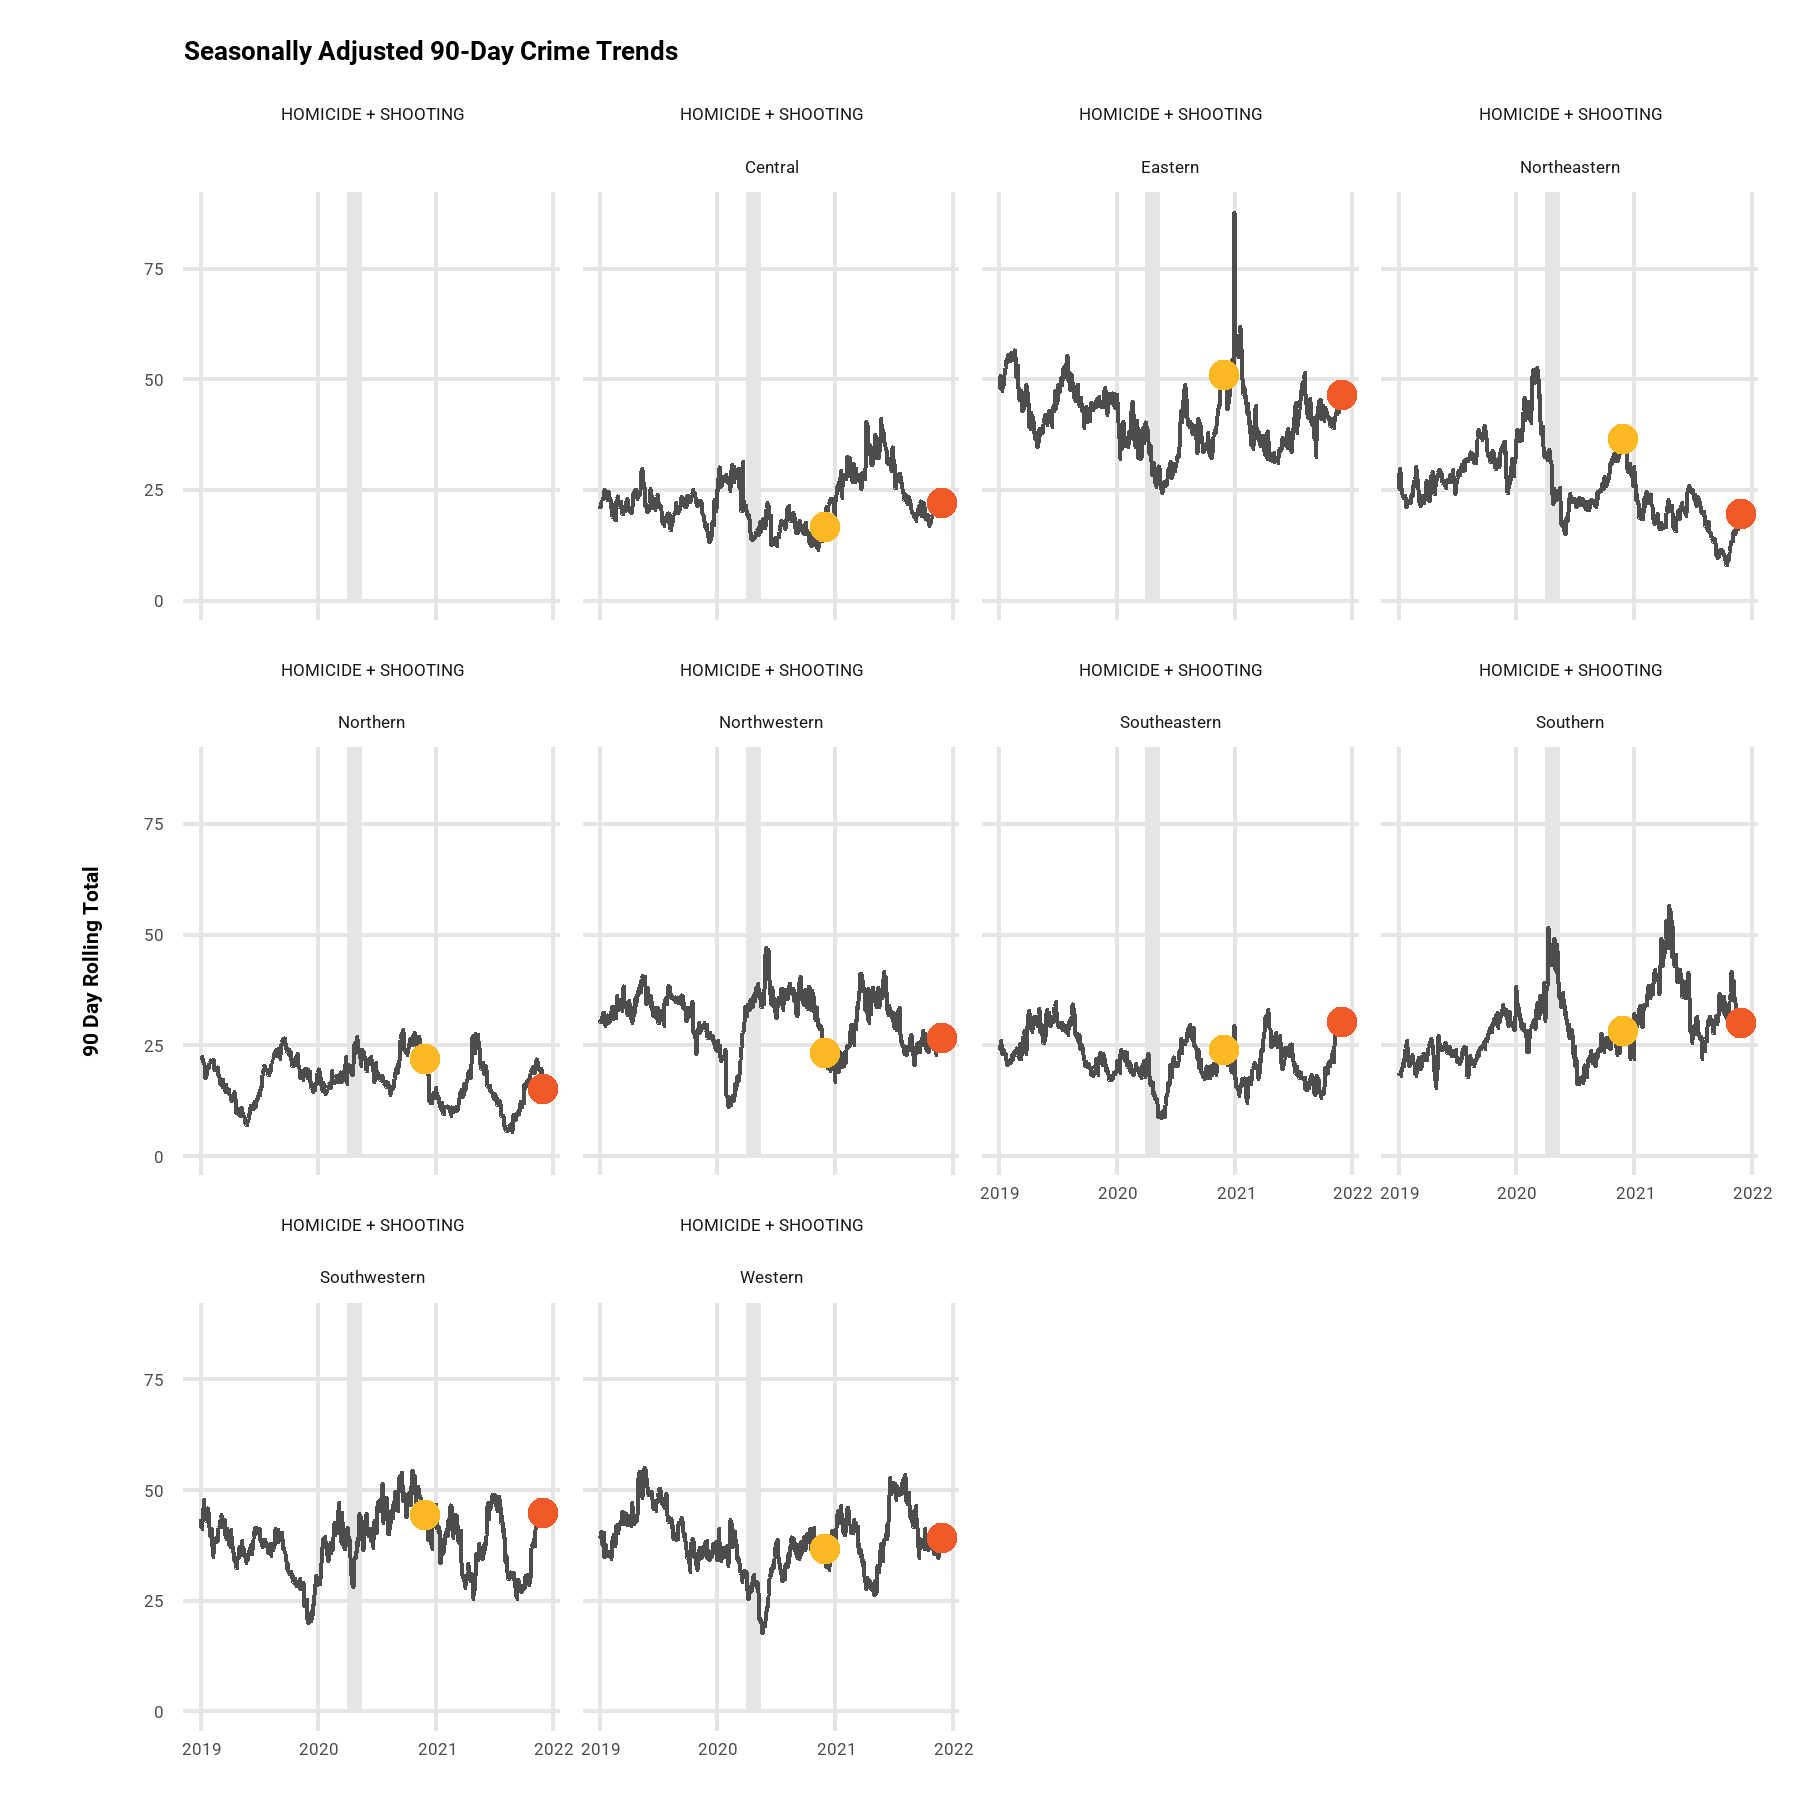 Seasonally Adjusted 90-Day Crime Trends
HOMICIDE + SHOOTING
HOMICIDE + SHOOTING
HOMICIDE + SHOOTING
HOMICIDE + SHOOTING
Central
Eastern
Northeastern
75
50
25
0
HOMICIDE + SHOOTING
HOMICIDE + SHOOTING
HOMICIDE + SHOOTING
HOMICIDE + SHOOTING
Northern
Northwestern
Southeastern
Southern
90 Day Rolling Total
75
50
25
0
2019 2020 2021 2022
2019 2020 2021 2022
HOMICIDE + SHOOTING
HOMICIDE + SHOOTING
Southwestern
Western
75
50
25
0
2019 2020 2021 2022
2019 2020 2021 2022